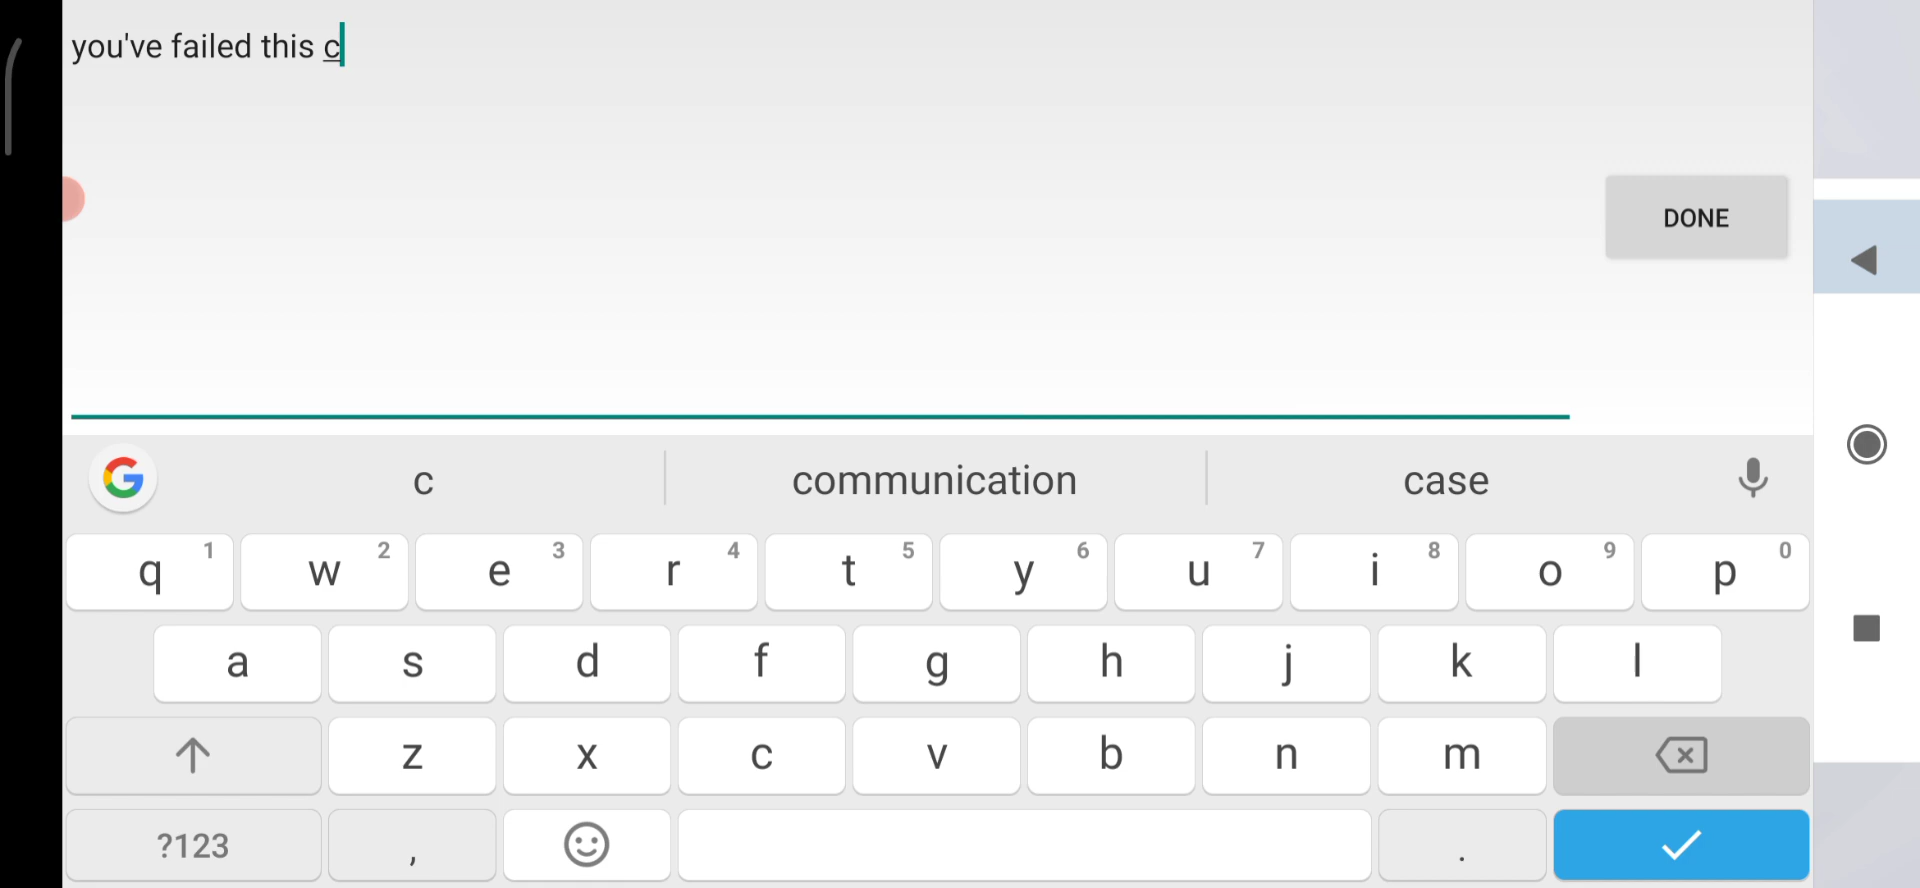 you've failed this c
DONE
c communication case
q 1 w 2 e 3 r 4 t 5 y 6 u 7 i 8 o 9 p 0
a s d f g h j k l
z x c v b n m
?123 , .